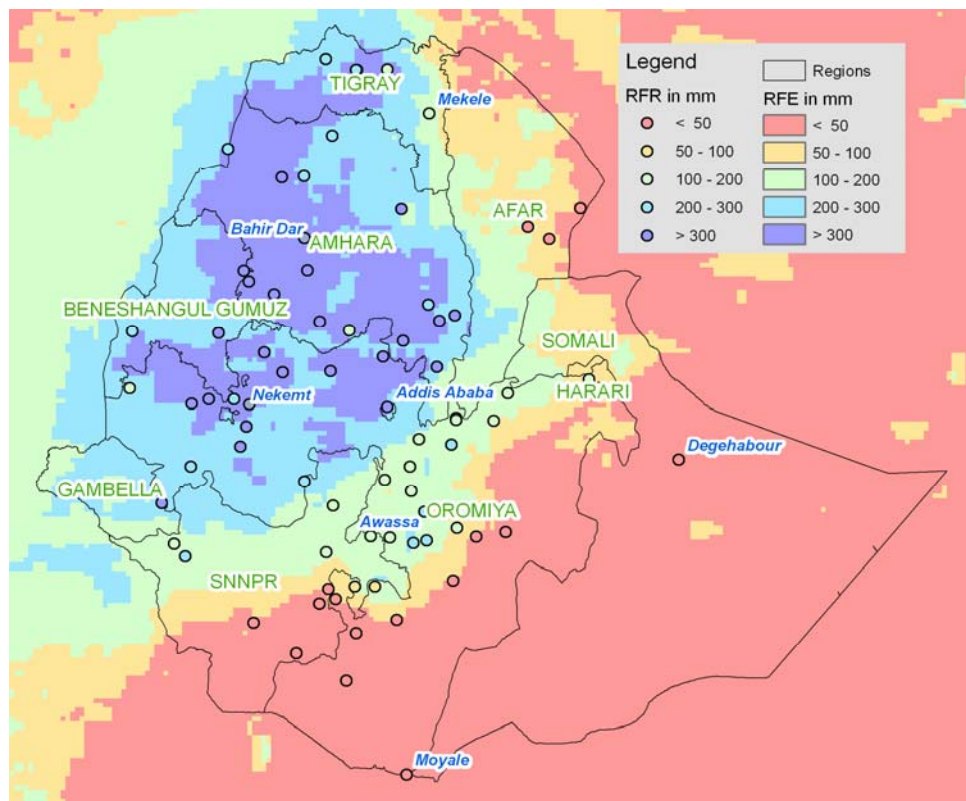 Legend
Regions
RFR in mm
RFE in mm
< 50
< 50
50 - 100
50 - 100
100 - 200
100 - 200
200 - 300
200 - 300
> 300
> 300
TIGRAY
Mekele
AFAR
Bahir Dar
AMHARA
BENESHANGUL GUMUZ
SOMALI
Nekemt
Addis Ababa
HARARI
Degehabour
GAMBELLA
OROMIYA
Awassa
SNNPR
Moyale